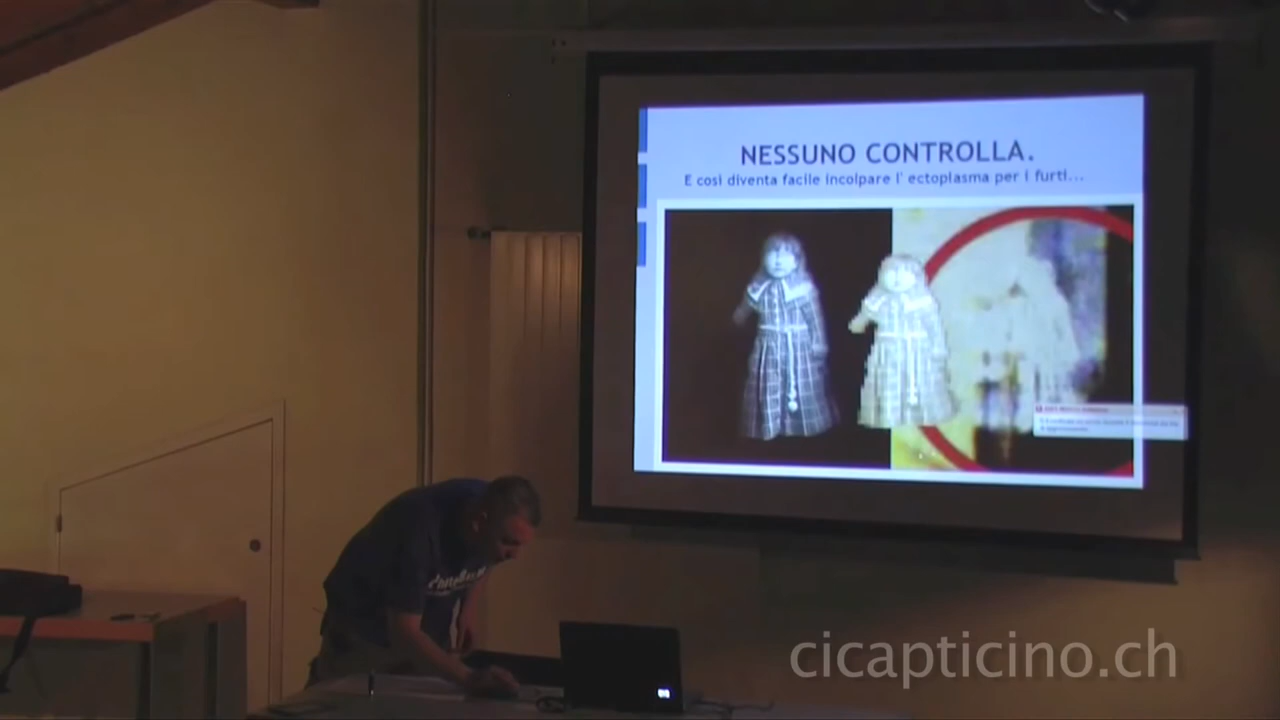 NESSUNO CONTROLLA.
E così diventa facile incolpare l' ectoplasma per i furti...
cicapticino.ch